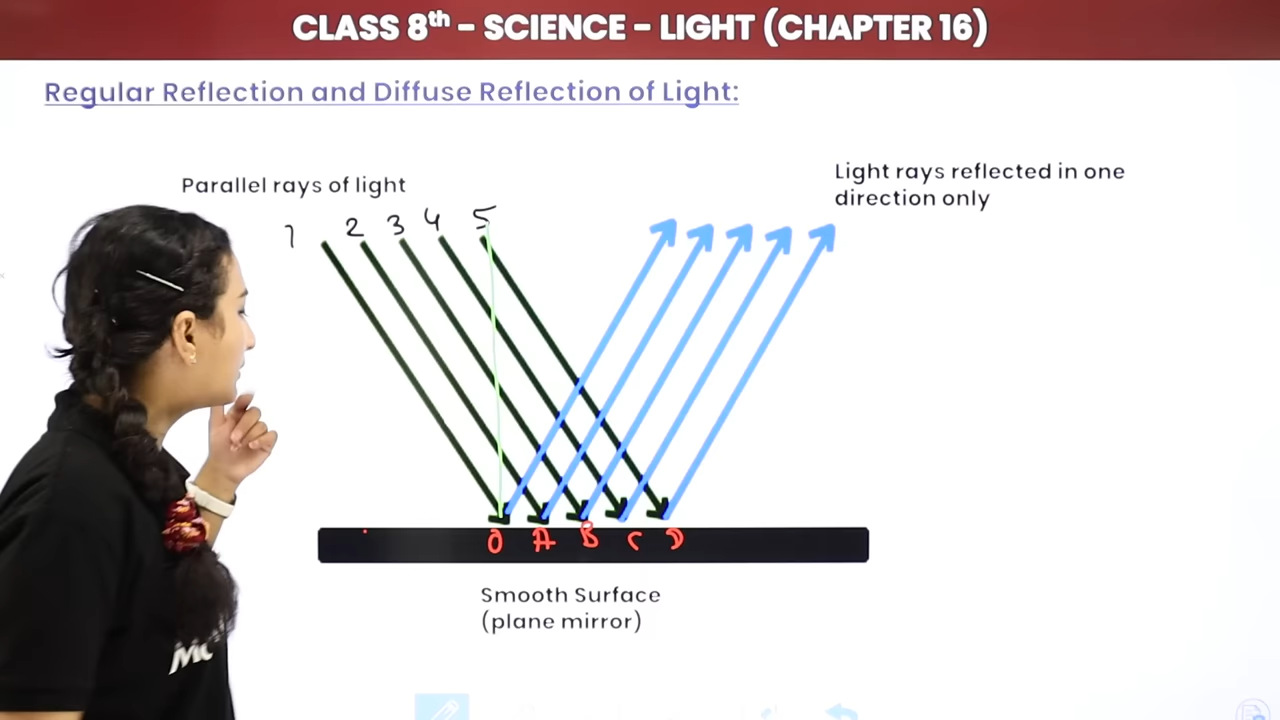 CLASS 8th - SCIENCE - LIGHT (CHAPTER 16)
Regular Reflection and Diffuse Reflection of Light:
Parallel rays of light
Light rays reflected in one
direction only
1 2 3 4 5
O A B C D
Smooth Surface
(plane mirror)